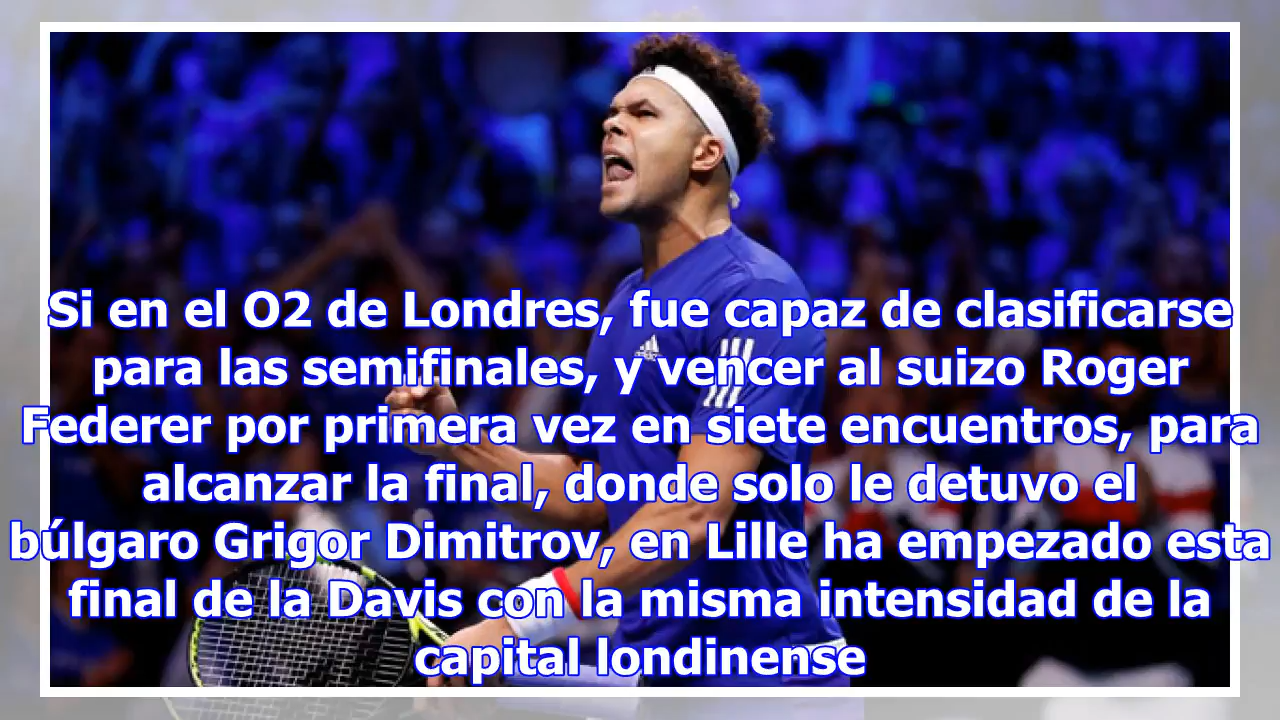 Si en el O2 de Londres, fue capaz de clasificarse
para las semifinales, y vencer al suizo Roger
Federer por primera vez en siete encuentros, para
alcanzar la final, donde solo le detuvo el
búlgaro Grigor Dimitrov, en Lille ha empezado esta
final de la Davis con la misma intensidad de la
capital londinense
adidas